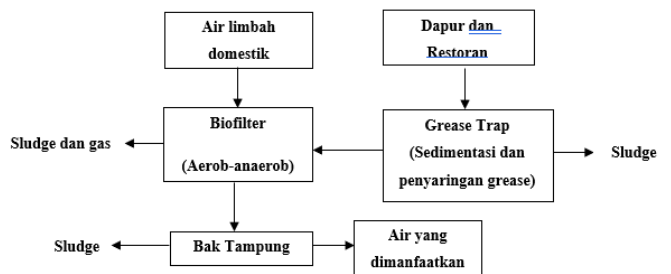 Air limbah
domestik
Dapur dan
Restoran
Biofilter
(Aerob-anaerob)
Sludge dan gas
Grease Trap
(Sedimentasi dan
penyaringan grease)
Sludge
Sludge
Bak Tampung
Air yang
dimanfaatkan